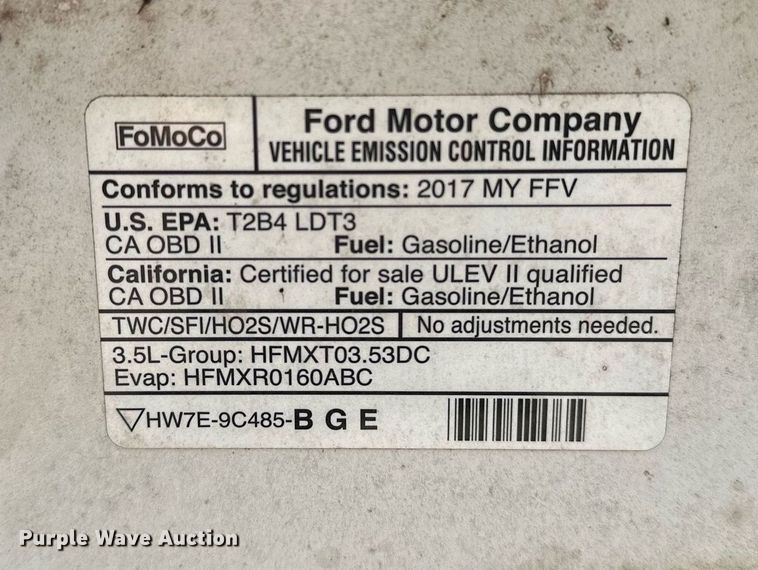 FoMoCo
Ford Motor Company
VEHICLE EMISSION CONTROL INFORMATION
Conforms to regulations: 2017 MY FFV
U.S. EPA: T2B4 LDT3
CA OBD II Fuel: Gasoline/Ethanol
California: Certified for sale ULEV II qualified
CA OBD II Fuel: Gasoline/Ethanol
TWC/SFI/HO2S/WR-HO2S No adjustments needed.
3.5L-Group: HFMXT03.53DC
Evap: HFMXR0160ABC
▽HW7E-9C485-B G E
Purple Wave Auction